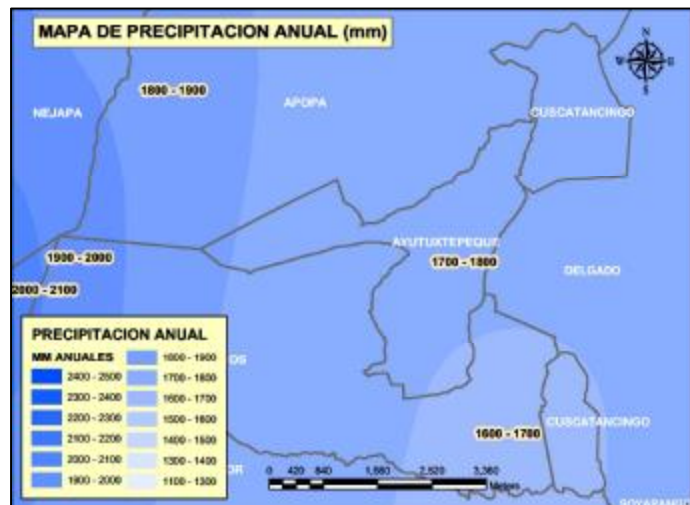 MAPA DE PRECIPITACION ANUAL (mm)
N
W E
S
1800 - 1900
NEJAPA
APOPA
CUSCATANCINGO
AYUTUXTEPEQUE
1900 - 2000
1700 - 1800
DELGADO
2000 - 2100
PRECIPITACION ANUAL
MM ANUALES
2400 - 2500
2300 - 2400
2200 - 2300
2100 - 2200
2000 - 2100
1900 - 2000
1800 - 1900
1700 - 1800
1600 - 1700
1500 - 1600
1400 - 1500
1300 - 1400
1100 - 1300
OS
OR
1600 - 1700
CUSCATANCINGO
0 420 840 1,680 2,520 3,360
Meters